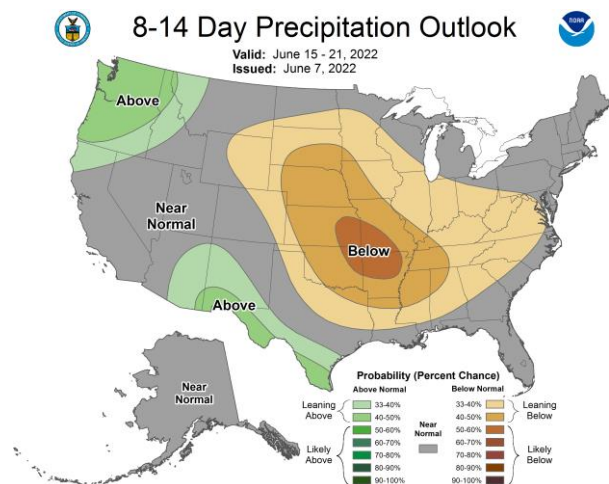 8-14 Day Precipitation Outlook
Valid: June 15 - 21, 2022
Issued: June 7, 2022
NOAA
Above
Near
Normal
Below
Above
Near
Normal
Probability (Percent Chance)
Above Normal
Below Normal
Leaning
Above
33-40%
40-50%
Likely
Above
50-60%
60-70%
70-80%
80-90%
90-100%
Near
Normal
33-40%
40-50%
Leaning
Below
50-60%
60-70%
70-80%
80-90%
90-100%
Likely
Below